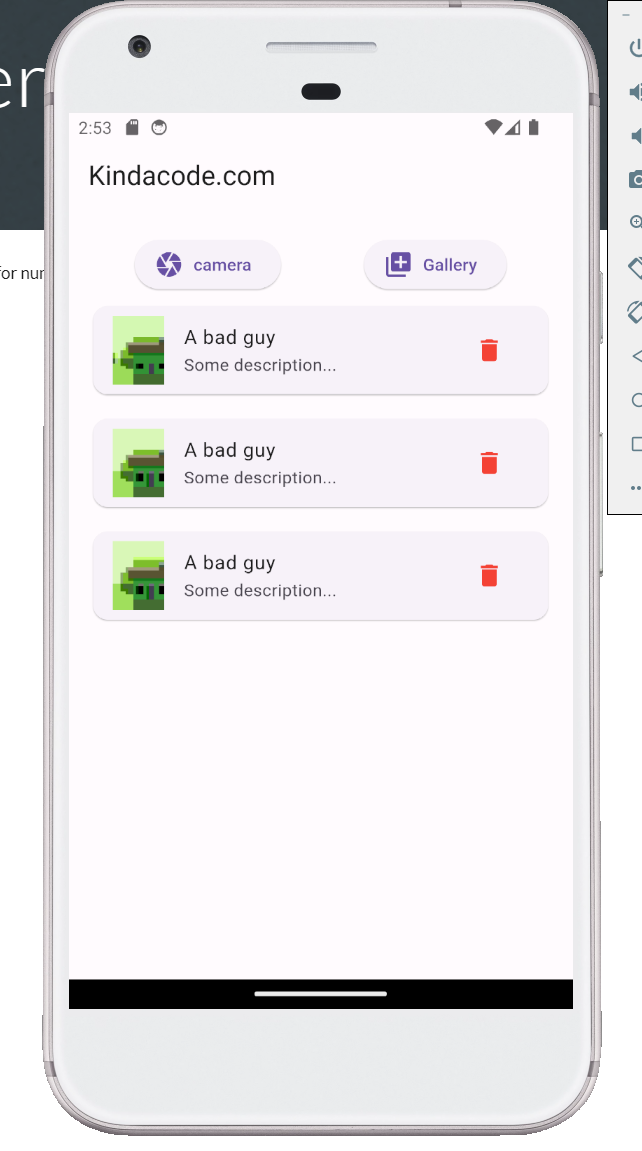 er
for nur
2:53
Kindacode.com
camera
Gallery
A bad guy
Some description...
A bad guy
Some description...
A bad guy
Some description...